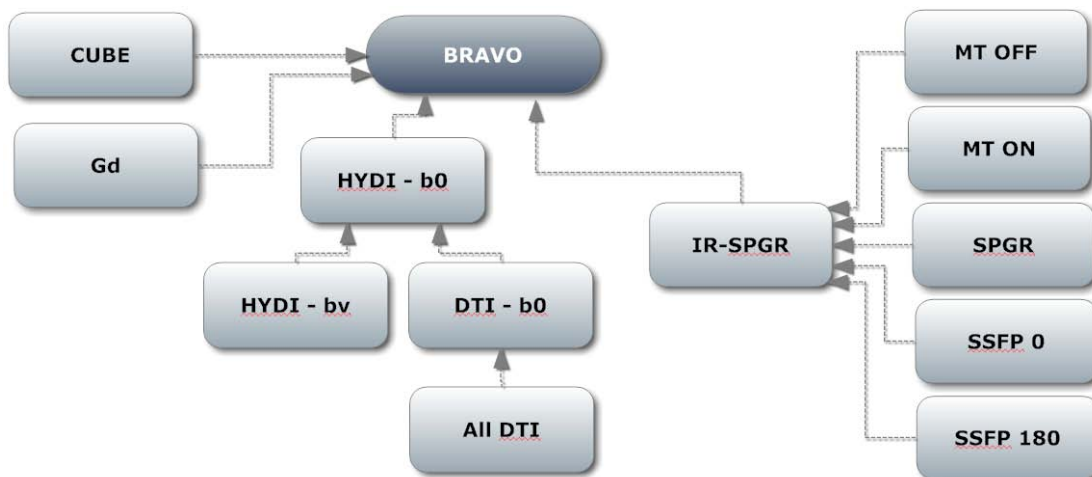 CUBE
BRAVO
MT OFF
Gd
HYDI - b0
MT ON
IR-SPGR
SPGR
HYDI - bv
DTI - b0
SSFP 0
All DTI
SSFP 180